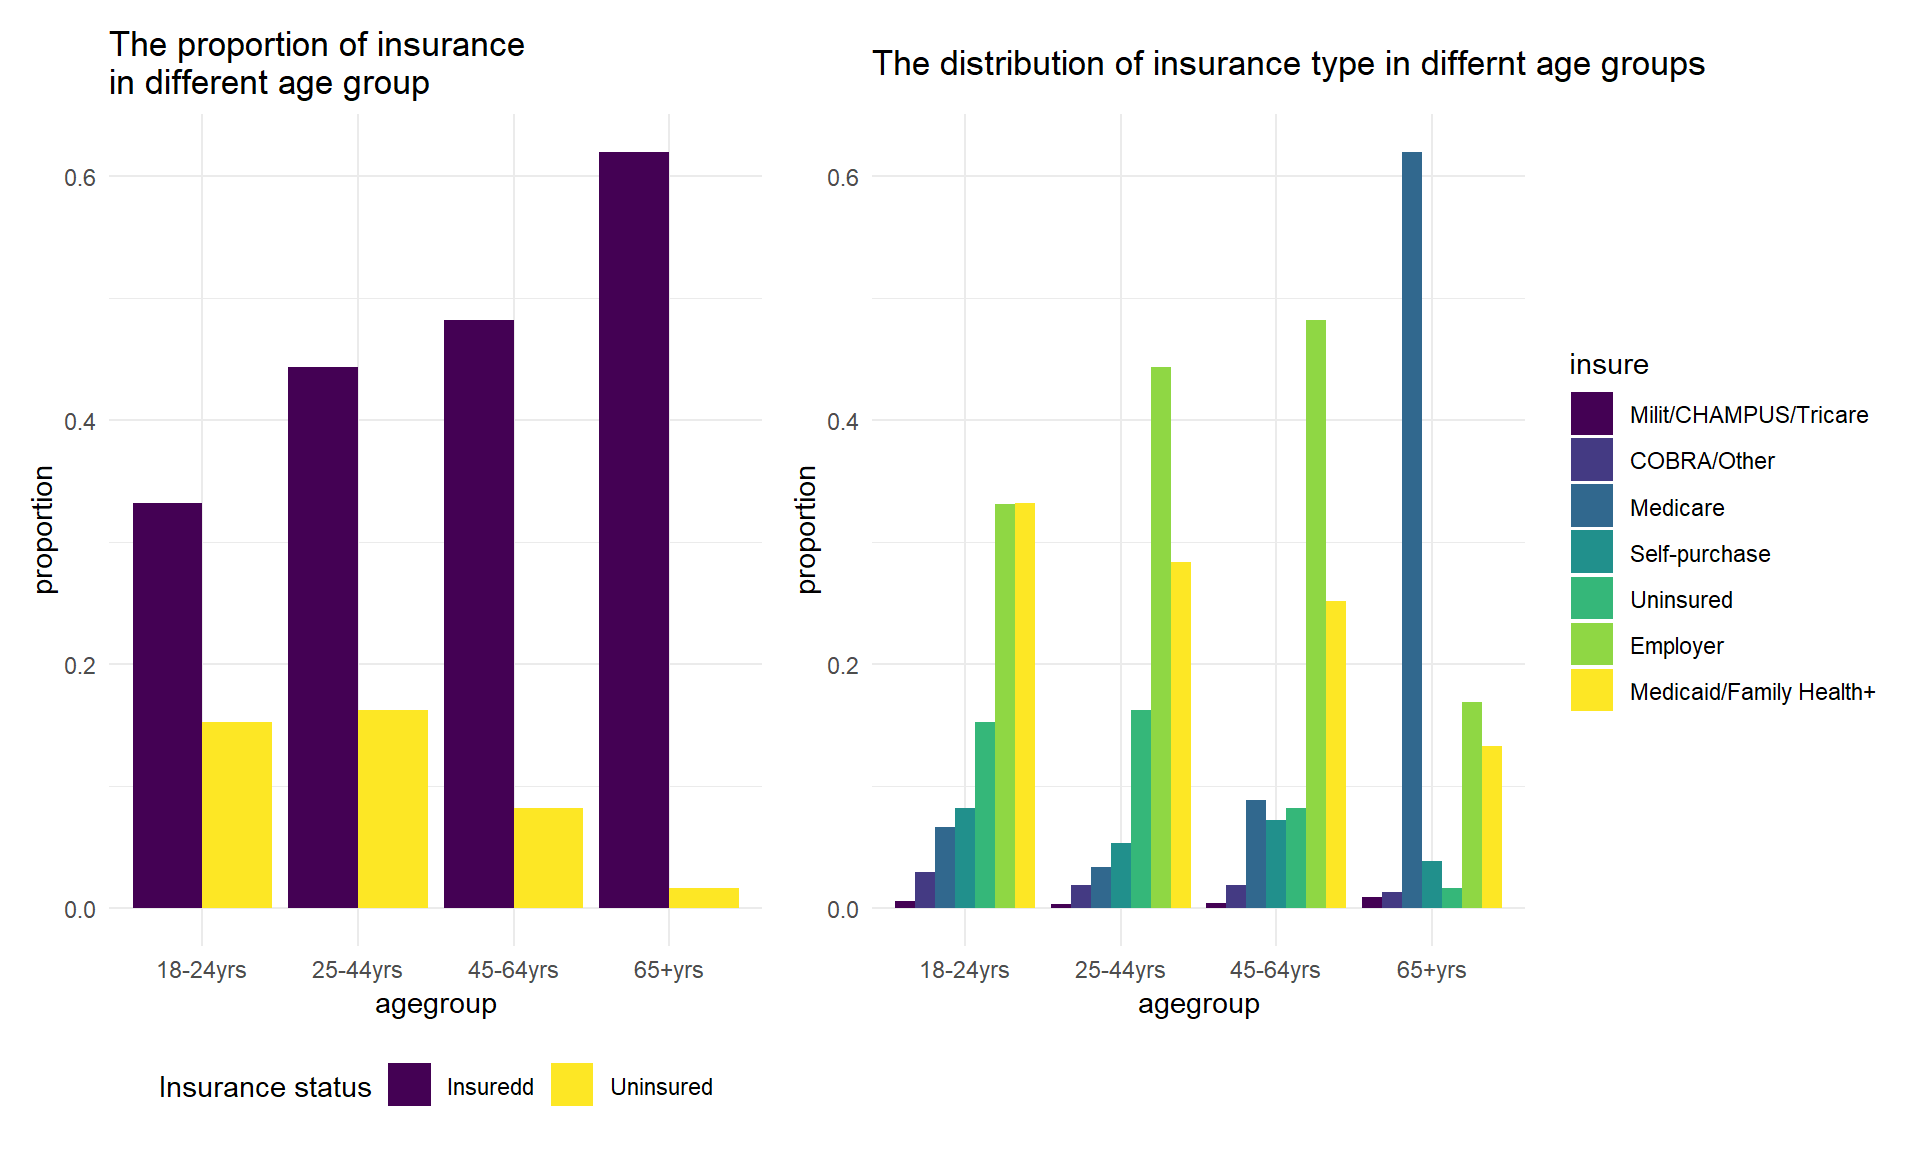 The proportion of insurance
in different age group
proportion
0.6
0.4
0.2
0.0
18-24yrs
25-44yrs
45-64yrs
65+yrs
agegroup
Insurance status
Insuredd
Uninsured
The distribution of insurance type in differnt age groups
proportion
0.6
0.4
0.2
0.0
18-24yrs
25-44yrs
45-64yrs
65+yrs
agegroup
insure
Milit/CHAMPUS/Tricare
COBRA/Other
Medicare
Self-purchase
Uninsured
Employer
Medicaid/Family Health+